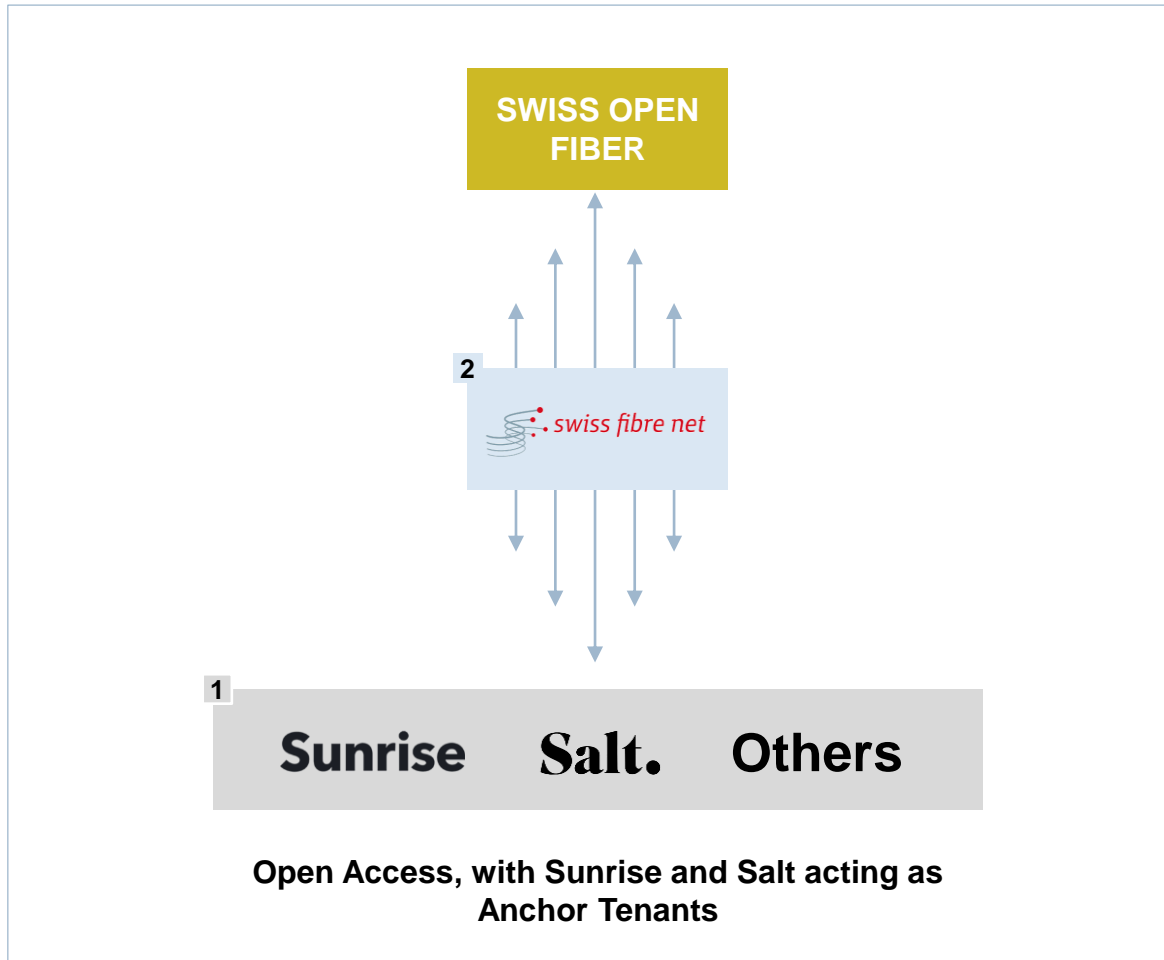 SWISS OPEN
FIBER
2
swiss fibre net
1
Sunrise Salt. Others
Open Access, with Sunrise and Salt acting as
Anchor Tenants